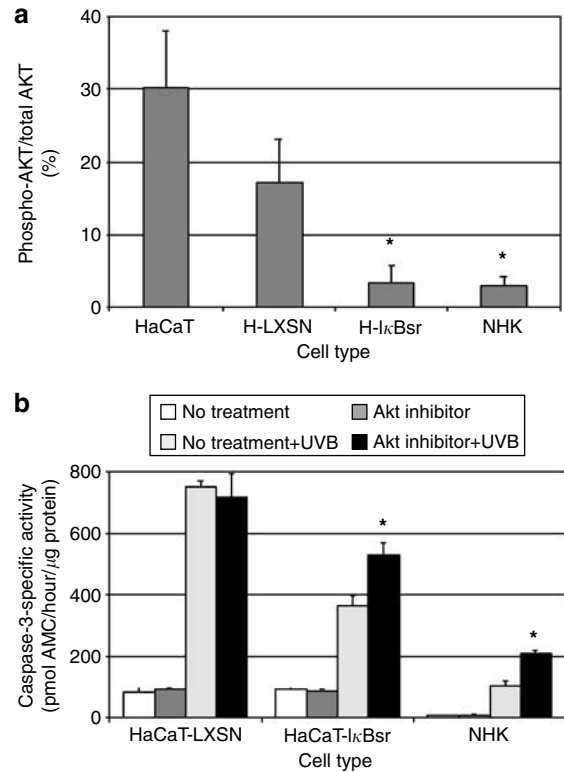 a
Phospho-AKT/total AKT
(%)
40
30
20
10
0
* *
HaCaT H-LXSN H-IκBsr NHK
Cell type
b
No treatment Akt inhibitor
No treatment+UVB Akt inhibitor+UVB
Caspase-3-specific activity
(pmol AMC/hour/μg protein)
800
600
400
200
0
*
*
HaCaT-LXSN HaCaT-IκBsr NHK
Cell type